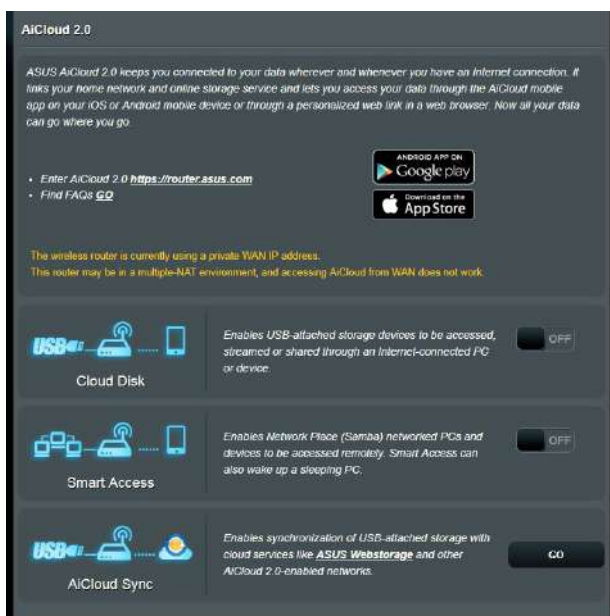 AiCloud 2.0
ASUS AiCloud 2.0 keeps you connected to your data wherever and whenever you have an Internet connection. It
links your home network and online storage service and lets you access your data through the AiCloud mobile
app on your iOS or Android mobile device or through a personalized web link in a web browser. Now all your data
can go where you go.
ANDROID APP ON
Google play
• Enter AiCloud 2.0 https://router.asus.com
• Find FAQs GO
Download on the
App Store
The wireless router is currently using a private WAN IP address.
This router may be in a multiple-NAT environment, and accessing AiCloud from WAN does not work.
USB
Cloud Disk
Enables USB-attached storage devices to be accessed,
streamed or shared through an Internet-connected PC
or device.
OFF
Smart Access
Enables Network Place (Samba) networked PCs and
devices to be accessed remotely. Smart Access can
also wake up a sleeping PC.
OFF
USB
AiCloud Sync
Enables synchronization of USB-attached storage with
cloud services like ASUS Webstorage and other
AiCloud 2.0-enabled networks.
GO